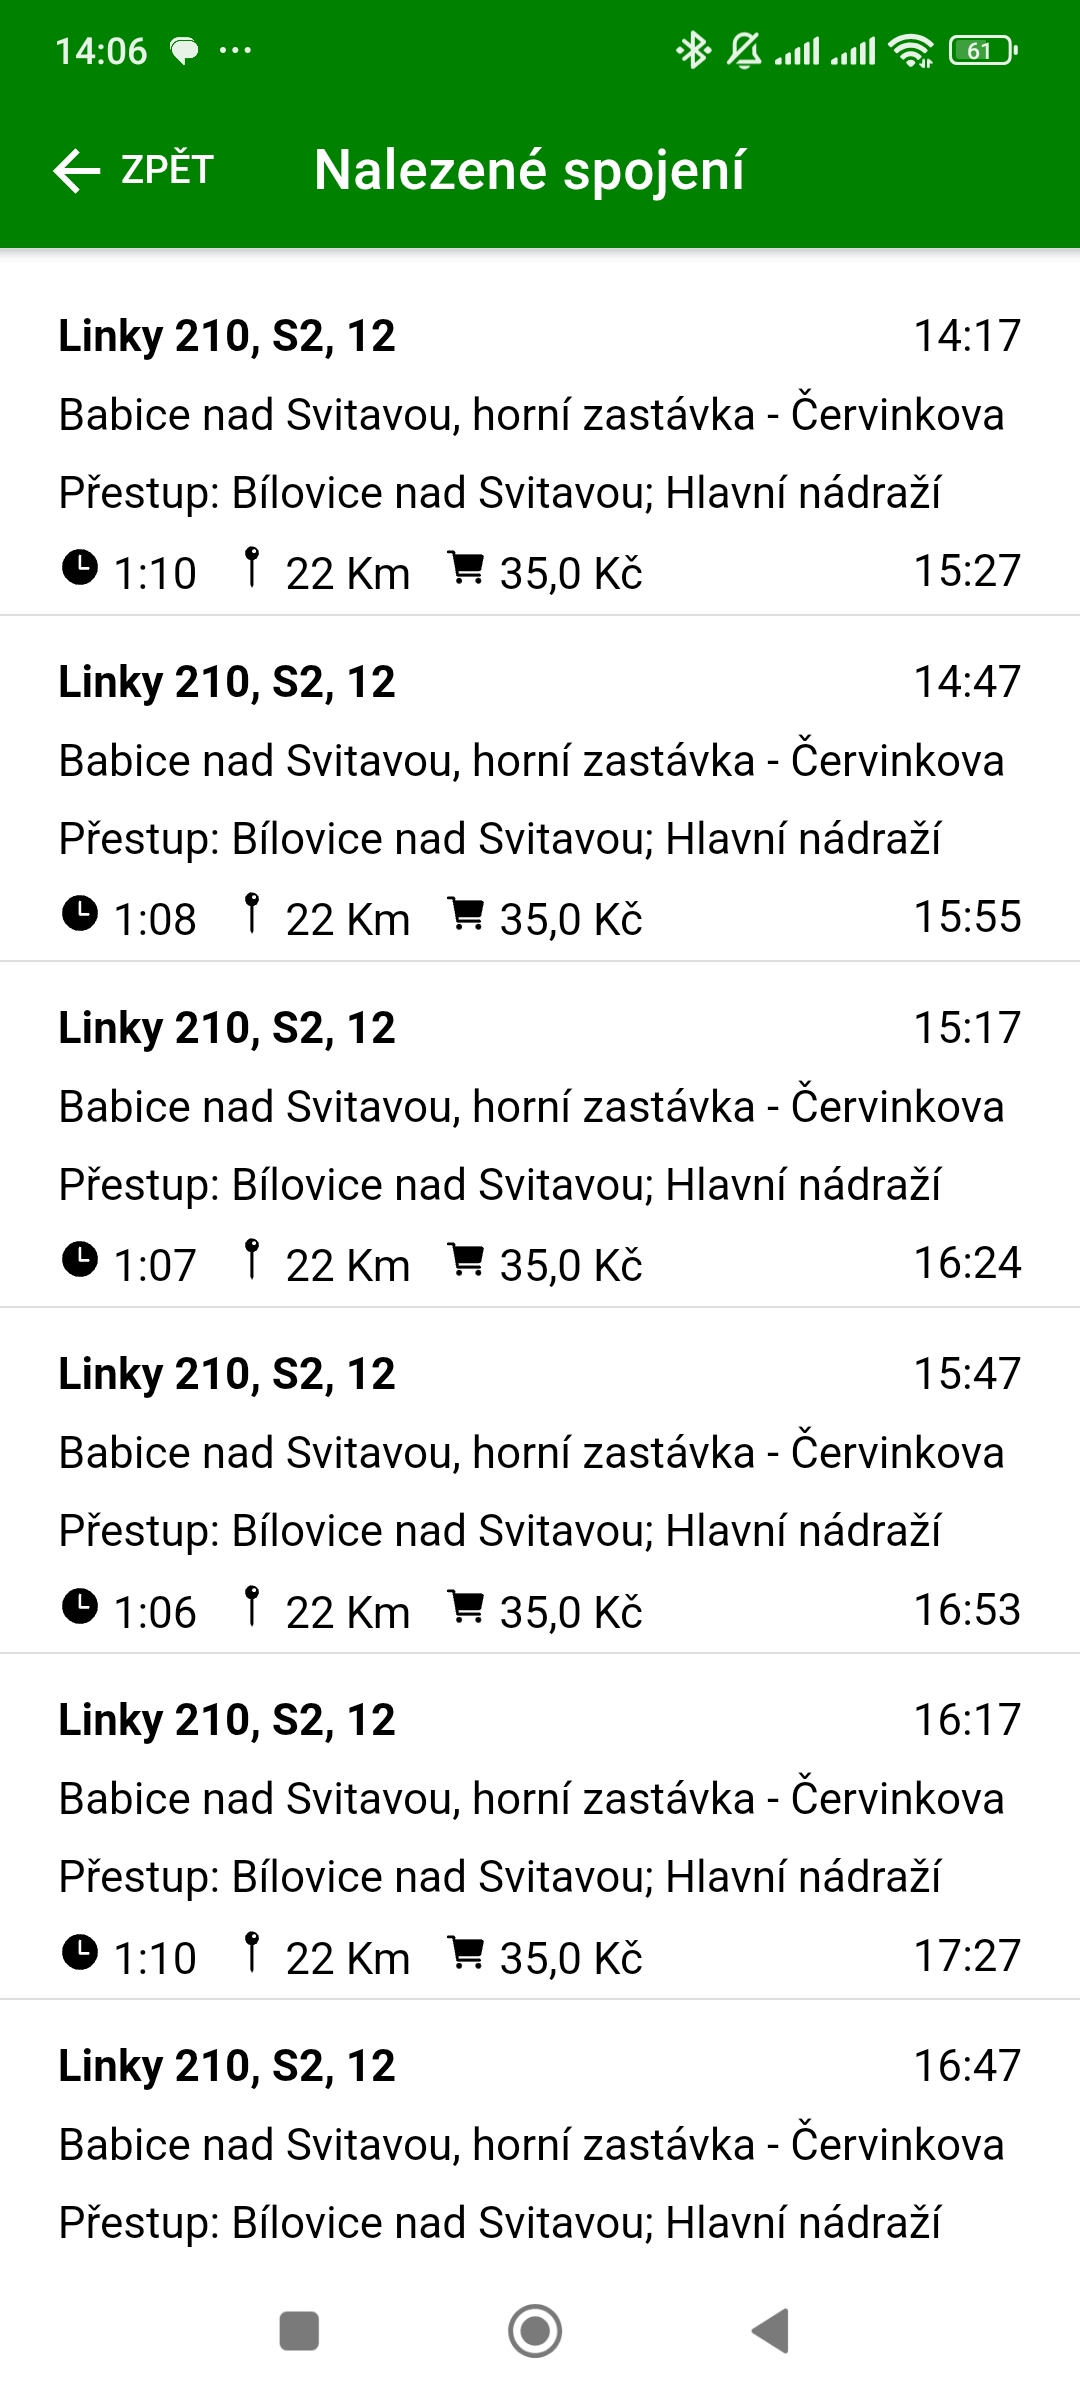 14:06 61
ZPĚT Nalezené spojení
Linky 210, S2, 12 14:17
Babice nad Svitavou, horní zastávka - Červinkova
Přestup: Bílovice nad Svitavou; Hlavní nádraží
1:10 22 Km 35,0 Kč 15:27
Linky 210, S2, 12 14:47
Babice nad Svitavou, horní zastávka - Červinkova
Přestup: Bílovice nad Svitavou; Hlavní nádraží
1:08 22 Km 35,0 Kč 15:55
Linky 210, S2, 12 15:17
Babice nad Svitavou, horní zastávka - Červinkova
Přestup: Bílovice nad Svitavou; Hlavní nádraží
1:07 22 Km 35,0 Kč 16:24
Linky 210, S2, 12 15:47
Babice nad Svitavou, horní zastávka - Červinkova
Přestup: Bílovice nad Svitavou; Hlavní nádraží
1:06 22 Km 35,0 Kč 16:53
Linky 210, S2, 12 16:17
Babice nad Svitavou, horní zastávka - Červinkova
Přestup: Bílovice nad Svitavou; Hlavní nádraží
1:10 22 Km 35,0 Kč 17:27
Linky 210, S2, 12 16:47
Babice nad Svitavou, horní zastávka - Červinkova
Přestup: Bílovice nad Svitavou; Hlavní nádraží